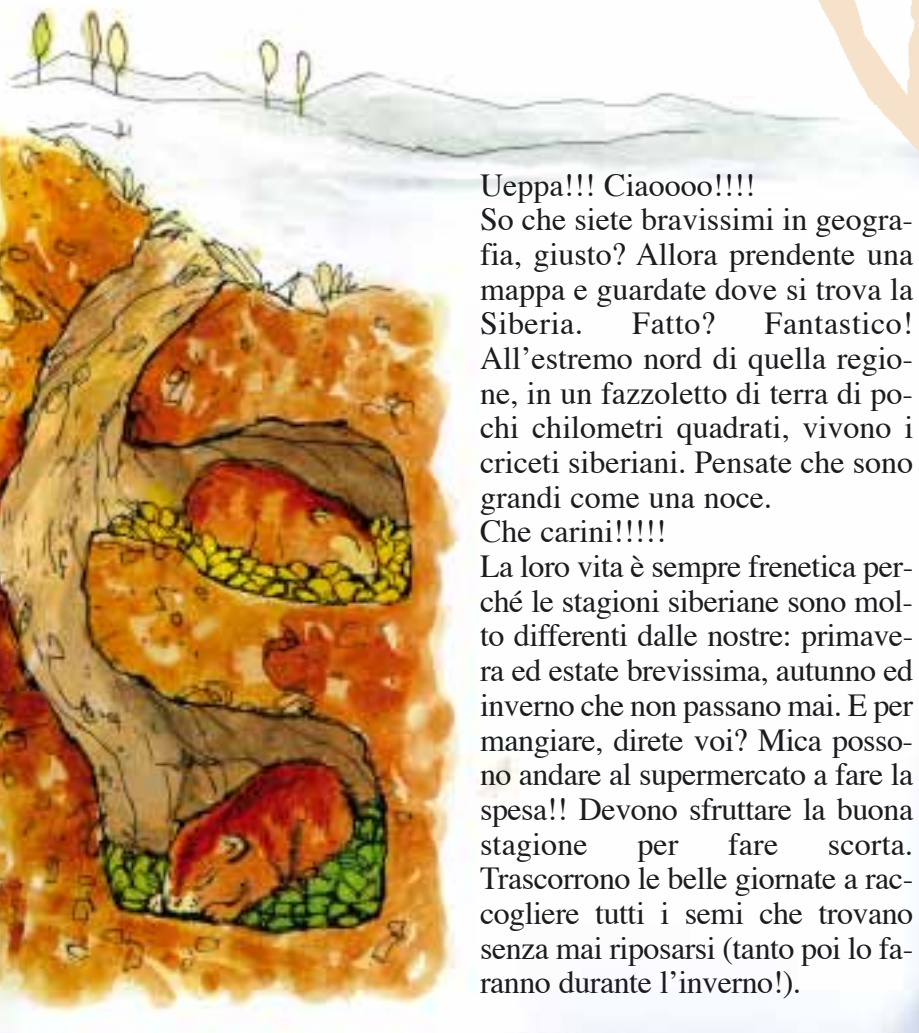 Ueppa!!! Ciaoooo!!!!
So che siete bravissimi in geogra-
fia, giusto? Allora prendente una
mappa e guardate dove si trova la
Siberia. Fatto? Fantastico!
All’estremo nord di quella regio-
ne, in un fazzoletto di terra di po-
chi chilometri quadrati, vivono i
criceti siberiani. Pensate che sono
grandi come una noce.
Che carini!!!!!
La loro vita è sempre frenetica per-
ché le stagioni siberiane sono mol-
to differenti dalle nostre: primave-
ra ed estate brevissima, autunno ed
inverno che non passano mai. E per
mangiare, direte voi? Mica posso-
no andare al supermercato a fare la
spesa!! Devono sfruttare la buona
stagione per fare scorta.
Trascorrono le belle giornate a rac-
cogliere tutti i semi che trovano
senza mai riposarsi (tanto poi lo fa-
ranno durante l’inverno!).